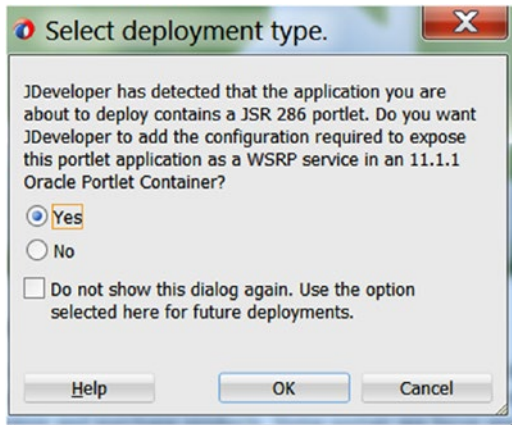 Select deployment type.
JDeveloper has detected that the application you are
about to deploy contains a JSR 286 portlet. Do you want
JDeveloper to add the configuration required to expose
this portlet application as a WSRP service in an 11.1.1
Oracle Portlet Container?
Yes
No
Do not show this dialog again. Use the option
selected here for future deployments.
Help OK Cancel